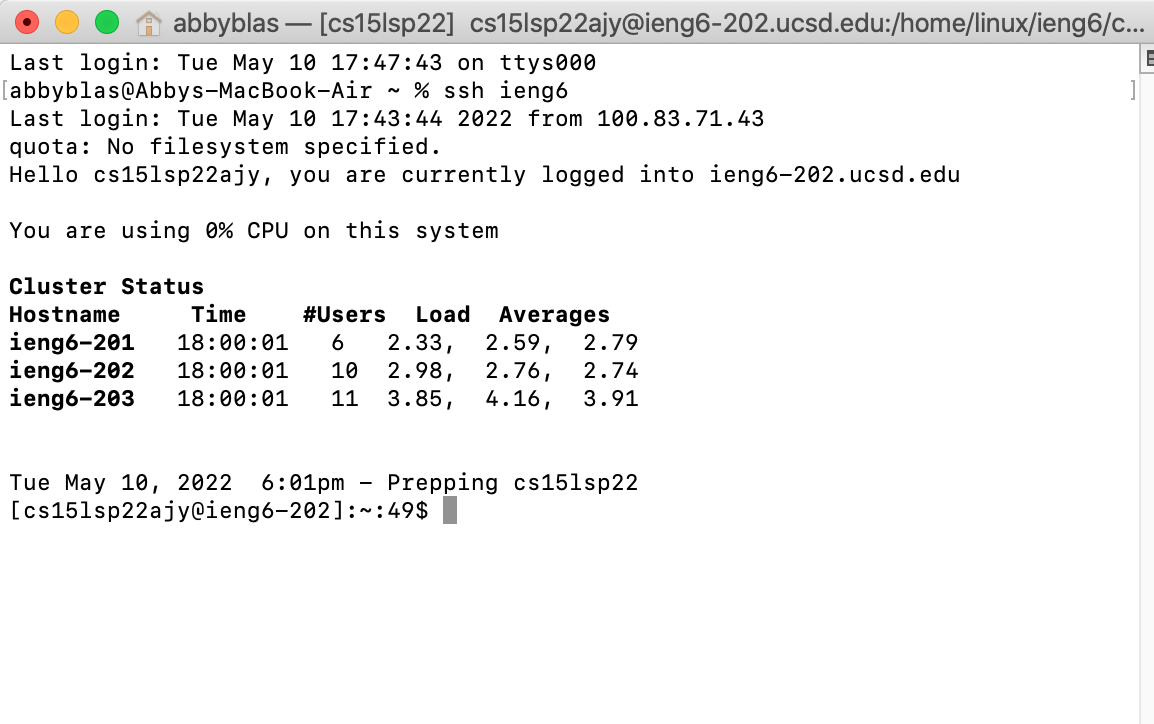 abbyblas — [cs15lsp22]  cs15lsp22ajy@ieng6-202.ucsd.edu:/home/linux/ieng6/c...
Last login: Tue May 10 17:47:43 on ttys000
[abbyblas@Abbys-MacBook-Air ~ % ssh ieng6 ]
Last login: Tue May 10 17:43:44 2022 from 100.83.71.43
quota: No filesystem specified.
Hello cs15lsp22ajy, you are currently logged into ieng6-202.ucsd.edu
You are using 0% CPU on this system
Cluster Status
Hostname     Time    #Users  Load  Averages
ieng6-201   18:00:01   6   2.33,  2.59,  2.79
ieng6-202   18:00:01   10  2.98,  2.76,  2.74
ieng6-203   18:00:01   11  3.85,  4.16,  3.91
Tue May 10, 2022  6:01pm - Prepping cs15lsp22
[cs15lsp22ajy@ieng6-202]:~:49$